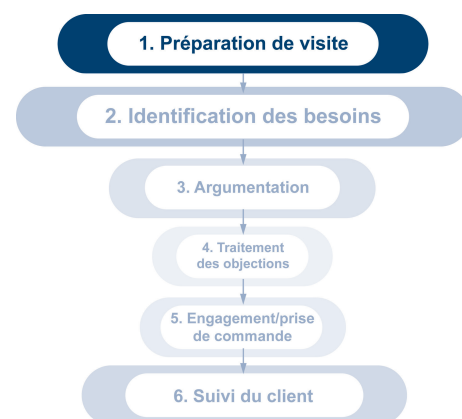 1. Préparation de visite
2. Identification des besoins
3. Argumentation
4. Traitement
des objections
5. Engagement/prise
de commande
6. Suivi du client